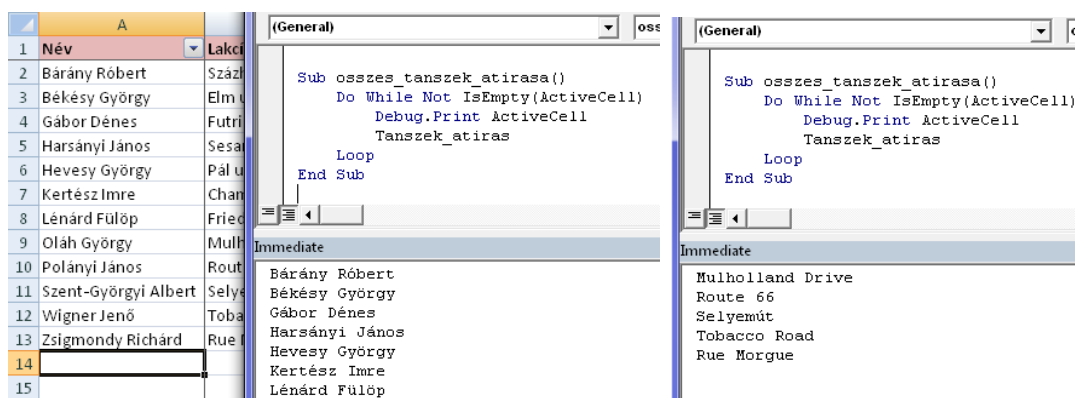 A
1 Név Lakcí
2 Bárány Róbert
3 Békésy György Elm u
4 Gábor Dénes Futri
5 Harsányi János Sesa
6 Hevesy György Pál u
7 Kertész Imre Cham
8 Lénárd Fülöp Fried
9 Oláh György Mulh
10 Polányi János Rout
11 Szent-Györgyi Albert Selye
12 Wigner Jenő Toba
13 Zsigmondy Richárd Rue
14
15
(General) oss
Sub osszes_tanszek_atirasa()
Do While Not IsEmpty(ActiveCell)
Debug.Print ActiveCell
Tanszek_atiras
Loop
End Sub
Immediate
Bárány Róbert
Békésy György
Gábor Dénes
Harsányi János
Hevesy György
Kertész Imre
Lénárd Fülöp
(General)
Sub osszes_tanszek_atirasa()
Do While Not IsEmpty(ActiveCell)
Debug.Print ActiveCell
Tanszek_atiras
Loop
End Sub
Immediate
Mulholland Drive
Route 66
Selyemút
Tobacco Road
Rue Morgue